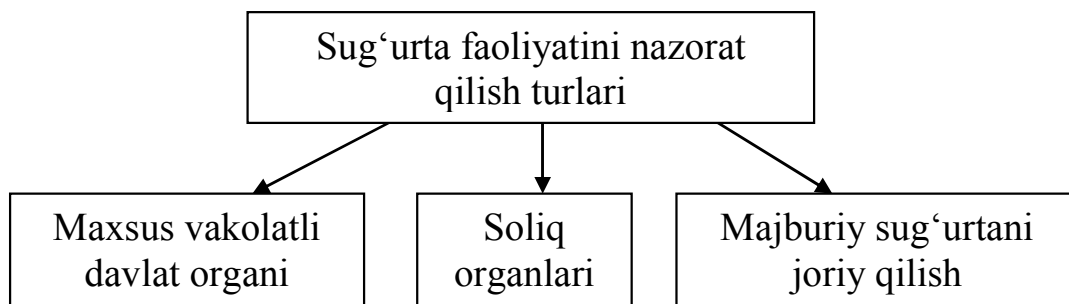 Sug‘urta faoliyatini nazorat
qilish turlari
Maxsus vakolatli
davlat organi
Soliq
organlari
Majburiy sug‘urtani
joriy qilish